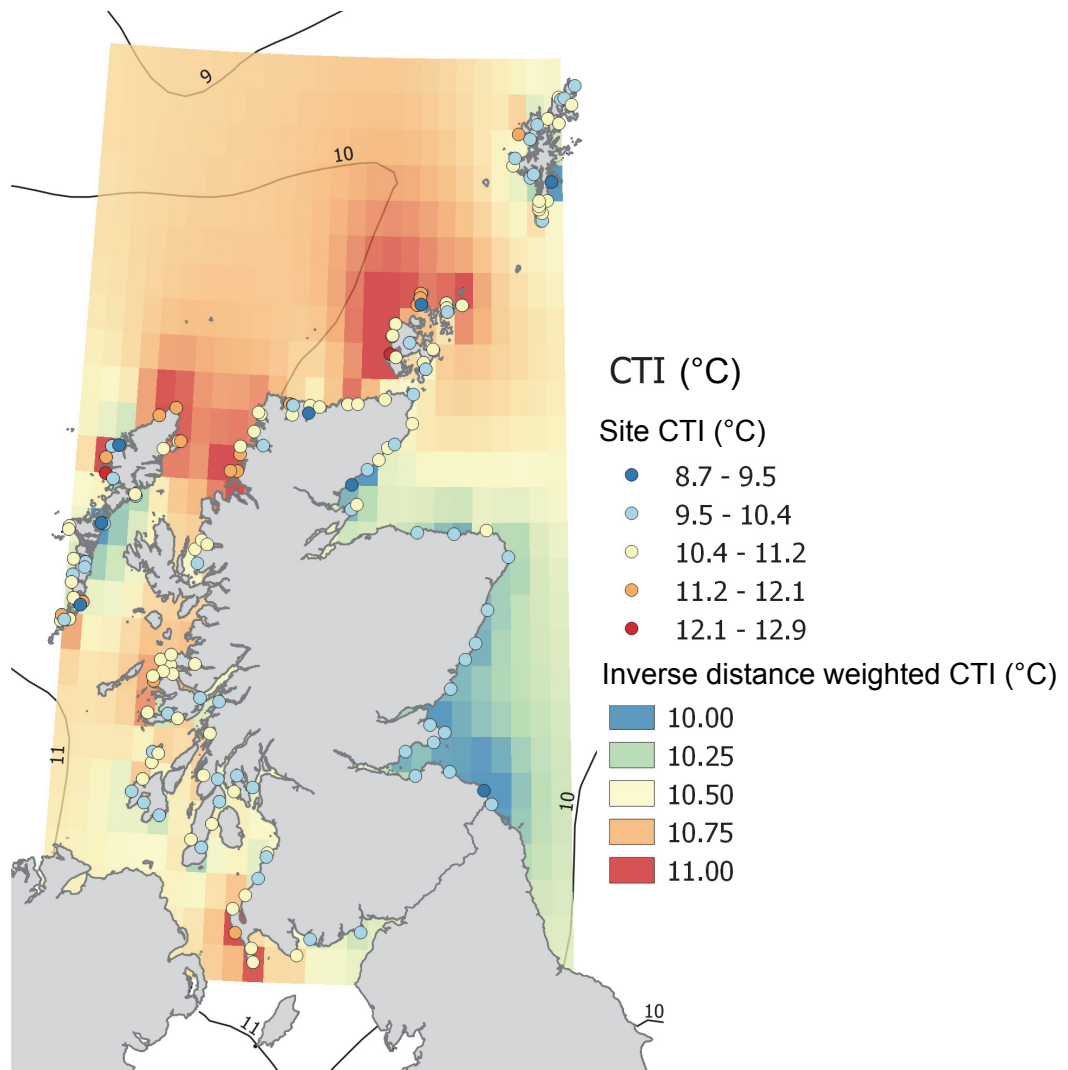 9
10
CTI (°C)
Site CTI (°C)
8.7 - 9.5
9.5 - 10.4
10.4 - 11.2
11.2 - 12.1
12.1 - 12.9
Inverse distance weighted CTI (°C)
10.00
10.25
10.50
10.75
11.00
11
10
11
10